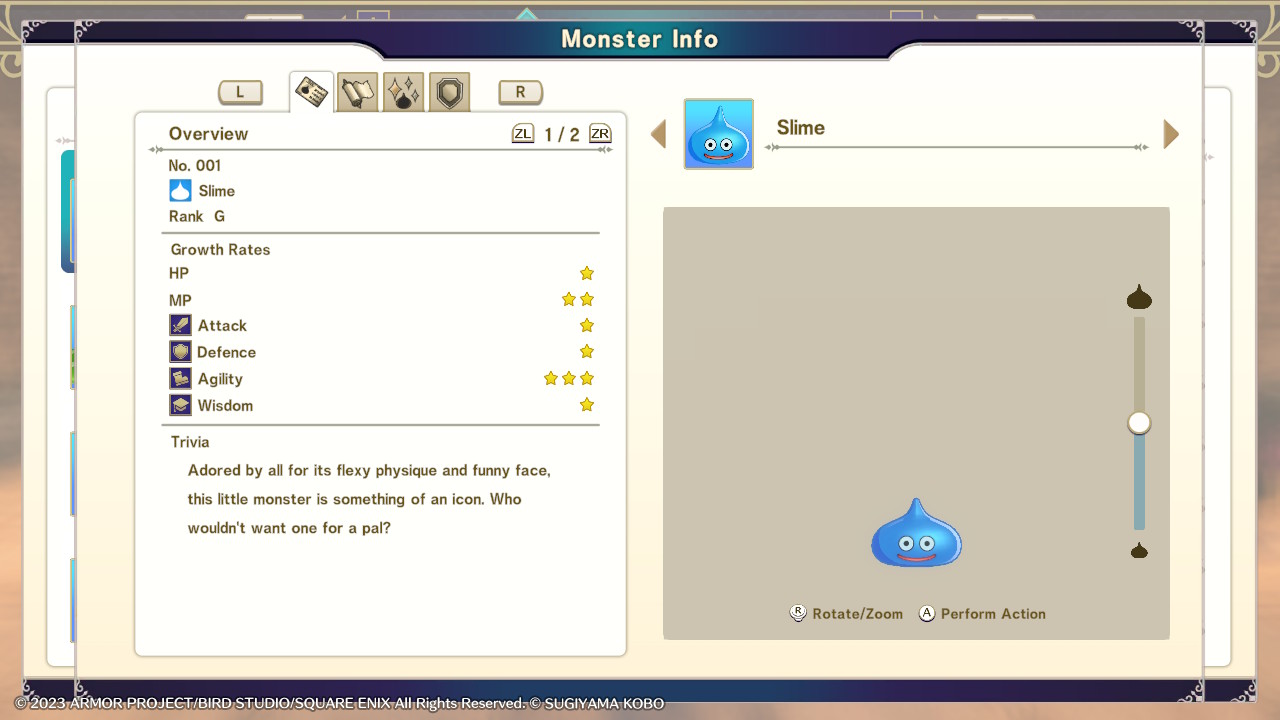 Monster Info
L
R
Overview
ZL 1 / 2 ZR
No. 001
Slime
Rank G
Growth Rates
HP
MP
Attack
Defence
Agility
Wisdom
Trivia
Adored by all for its flexy physique and funny face,
this little monster is something of an icon. Who
wouldn't want one for a pal?
Slime
R Rotate/Zoom A Perform Action
© 2023 ARMOR PROJECT/BIRD STUDIO/SQUARE ENIX All Rights Reserved. © SUGIYAMA KOBO